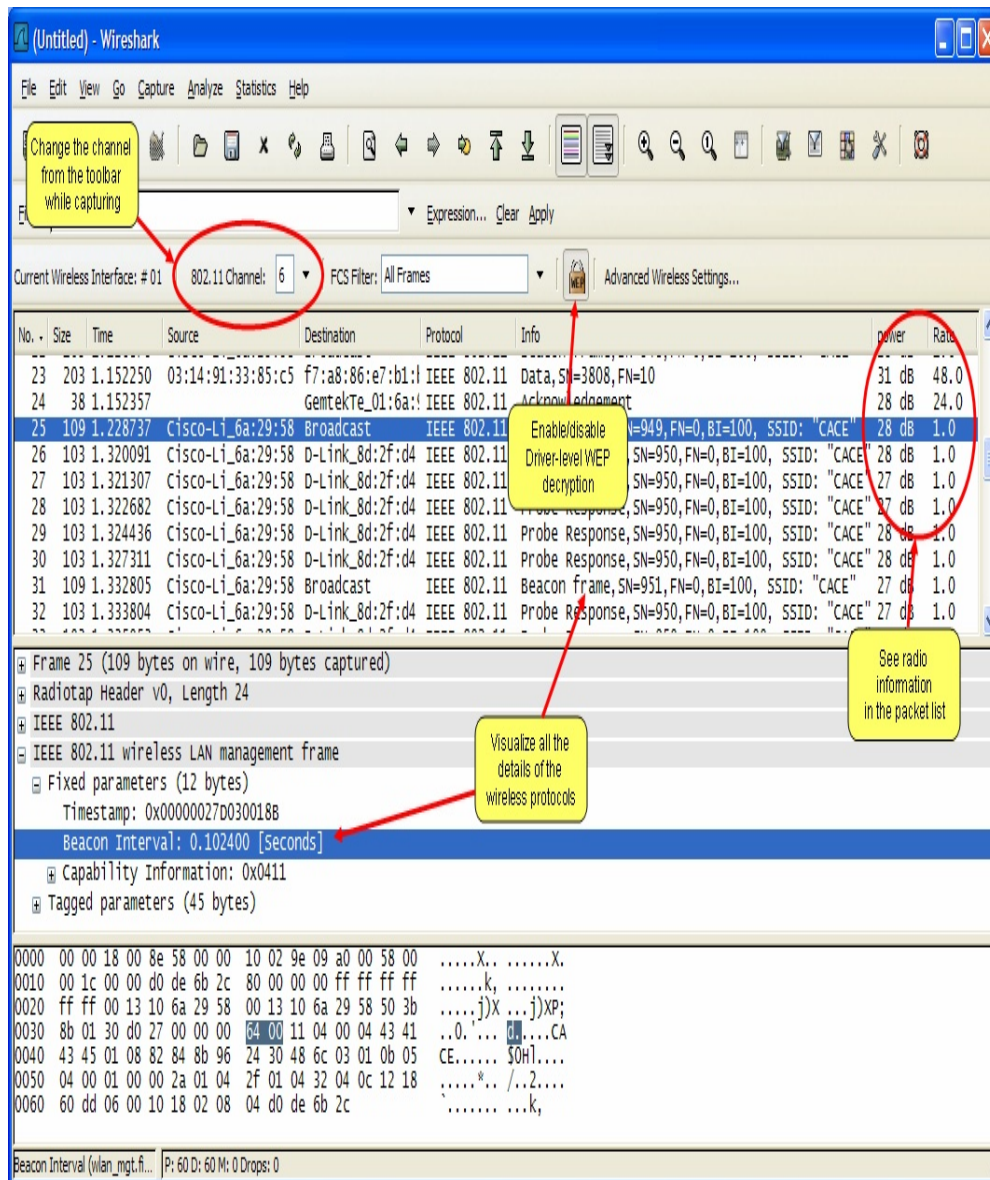 (Untitled) - Wireshark
File Edit View Go Capture Analyze Statistics Help
Change the channel
from the toolbar
while capturing
Expression... Clear Apply
Current Wireless Interface: # 01 802.11 Channel: 6 FCS Filter: All Frames WEP Advanced Wireless Settings...
No. Size Time Source Destination Protocol Info power Rate
23 203 1.152250 03:14:91:33:85:c5 f7:a8:86:e7:b1: IEEE 802.11 Data,SN=3808,FN=10 31 dB 48.0
24 38 1.152357 GemtekTe_01:6a: IEEE 802.11 Acknowledgement 28 dB 24.0
25 109 1.228737 Cisco-Li_6a:29:58 Broadcast IEEE 802.11 N=949,FN=0,BI=100, SSID: "CACE" 28 dB 1.0
26 103 1.320091 Cisco-Li_6a:29:58 D-Link_8d:2f:d4 IEEE 802.11 ,SN=950,FN=0,BI=100, SSID: "CACE" 28 dB 1.0
27 103 1.321307 Cisco-Li_6a:29:58 D-Link_8d:2f:d4 IEEE 802.11 ,SN=950,FN=0,BI=100, SSID: "CACE" 27 dB 1.0
28 103 1.322682 Cisco-Li_6a:29:58 D-Link_8d:2f:d4 IEEE 802.11 Probe Response,SN=950,FN=0,BI=100, SSID: "CACE" 27 dB 1.0
29 103 1.324436 Cisco-Li_6a:29:58 D-Link_8d:2f:d4 IEEE 802.11 Probe Response,SN=950,FN=0,BI=100, SSID: "CACE" 28 dB 1.0
30 103 1.327311 Cisco-Li_6a:29:58 D-Link_8d:2f:d4 IEEE 802.11 Probe Response,SN=950,FN=0,BI=100, SSID: "CACE" 28 dB 1.0
31 109 1.332805 Cisco-Li_6a:29:58 Broadcast IEEE 802.11 Beacon frame,SN=951,FN=0,BI=100, SSID: "CACE" 27 dB 1.0
32 103 1.333804 Cisco-Li_6a:29:58 D-Link_8d:2f:d4 IEEE 802.11 Probe Response,SN=950,FN=0,BI=100, SSID: "CACE" 27 dB 1.0
Enable/disable
Driver-level WEP
decryption
See radio
information
in the packet list
Visualize all the
details of the
wireless protocols
Frame 25 (109 bytes on wire, 109 bytes captured)
Radiotap Header v0, Length 24
IEEE 802.11
IEEE 802.11 wireless LAN management frame
Fixed parameters (12 bytes)
Timestamp: 0x00000027D030018B
Beacon Interval: 0.102400 [Seconds]
Capability Information: 0x0411
Tagged parameters (45 bytes)
0000 00 00 18 00 8e 58 00 00 10 02 9e 09 a0 00 58 00 .....X.. ......X.
0010 00 1c 00 00 d0 de 6b 2c 80 00 00 00 ff ff ff ff ......k, ........
0020 ff ff 00 13 10 6a 29 58 00 13 10 6a 29 58 50 3b .....j)X ...j)XP;
0030 8b 01 30 d0 27 00 00 00 64 00 11 04 00 04 43 41 ..0.'... d.....CA
0040 43 45 01 08 82 84 8b 96 24 30 48 6c 03 01 0b 05 CE...... $0Hl....
0050 04 00 01 00 00 2a 01 04 2f 01 04 32 04 0c 12 18 .....*.. /..2....
0060 60 dd 06 00 10 18 02 08 04 d0 de 6b 2c `....... ...k,
Beacon Interval (wlan_mgt.fi... P: 60 D: 60 M: 0 Drops: 0